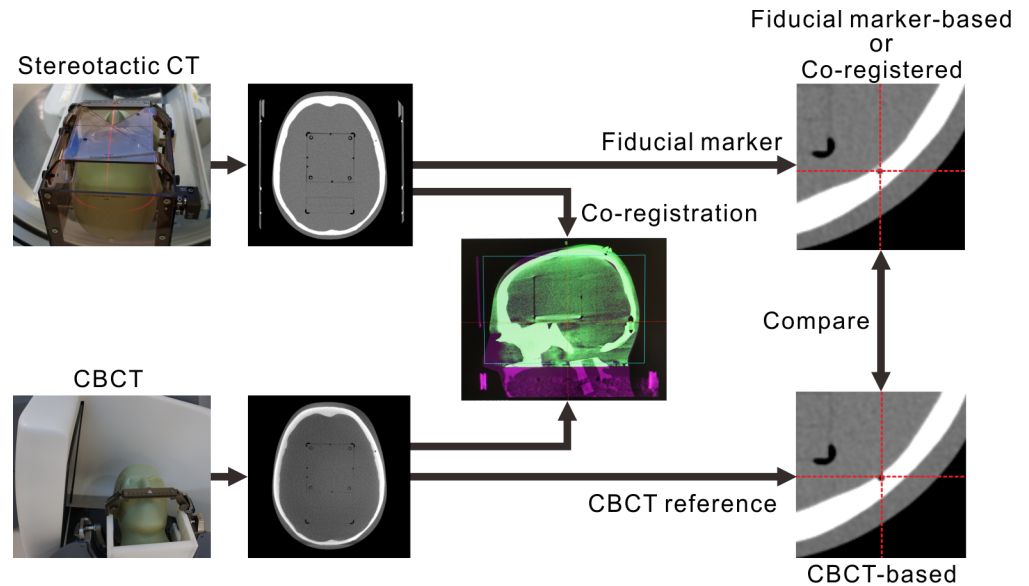 Fiducial marker-based
or
Co-registered
Stereotactic CT
Fiducial marker
Co-registration
Compare
CBCT
CBCT reference
CBCT-based